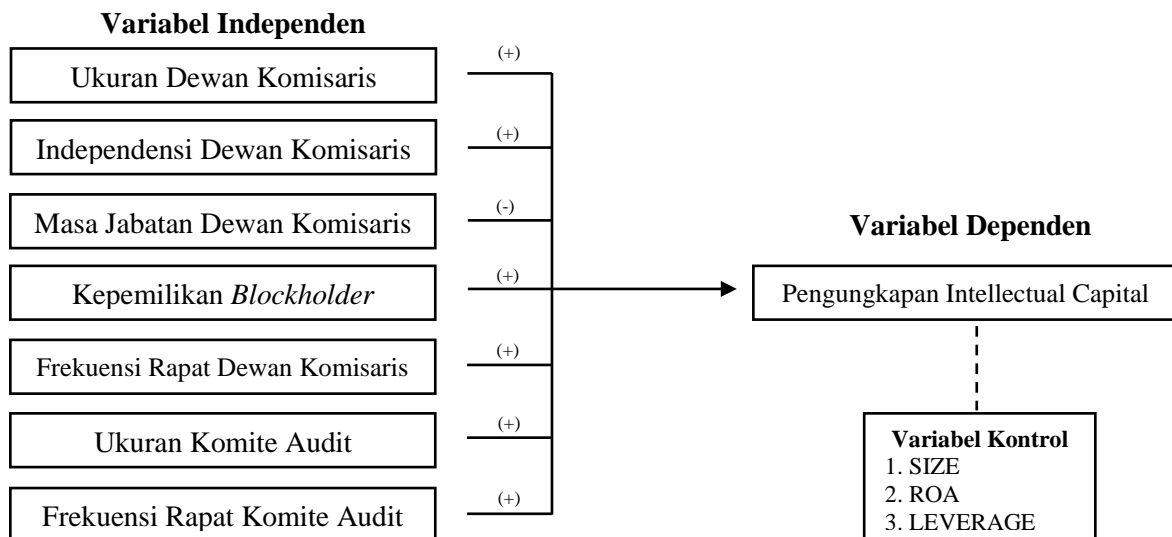 Variabel Independen
Ukuran Dewan Komisaris
(+)
Independensi Dewan Komisaris
(+)
Masa Jabatan Dewan Komisaris
(-)
Kepemilikan Blockholder
(+)
Frekuensi Rapat Dewan Komisaris
(+)
Ukuran Komite Audit
(+)
Frekuensi Rapat Komite Audit
(+)
Variabel Dependen
Pengungkapan Intellectual Capital
Variabel Kontrol
1. SIZE
2. ROA
3. LEVERAGE